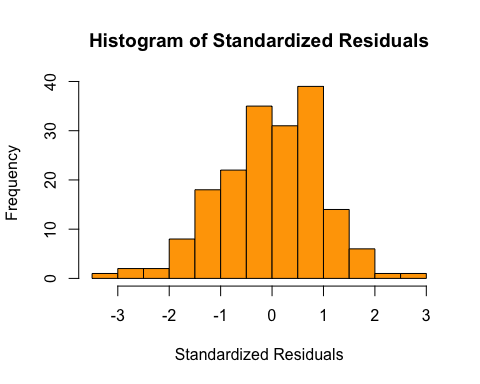 Histogram of Standardized Residuals
Frequency
40
30
20
10
0
-3 -2 -1 0 1 2 3
Standardized Residuals